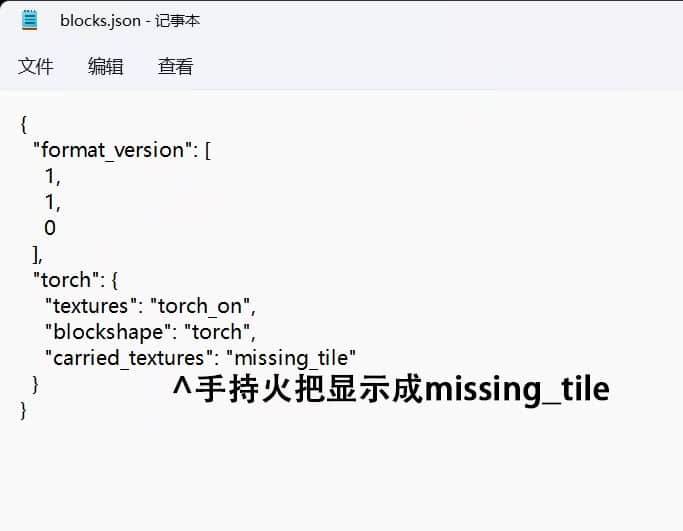 blocks.json - 记事本
文件 编辑 查看
{
"format_version": [
1,
1,
0
],
"torch": {
"textures": "torch_on",
"blockshape": "torch",
"carried_textures": "missing_tile"
}
^手持火把显示成missing_tile
}